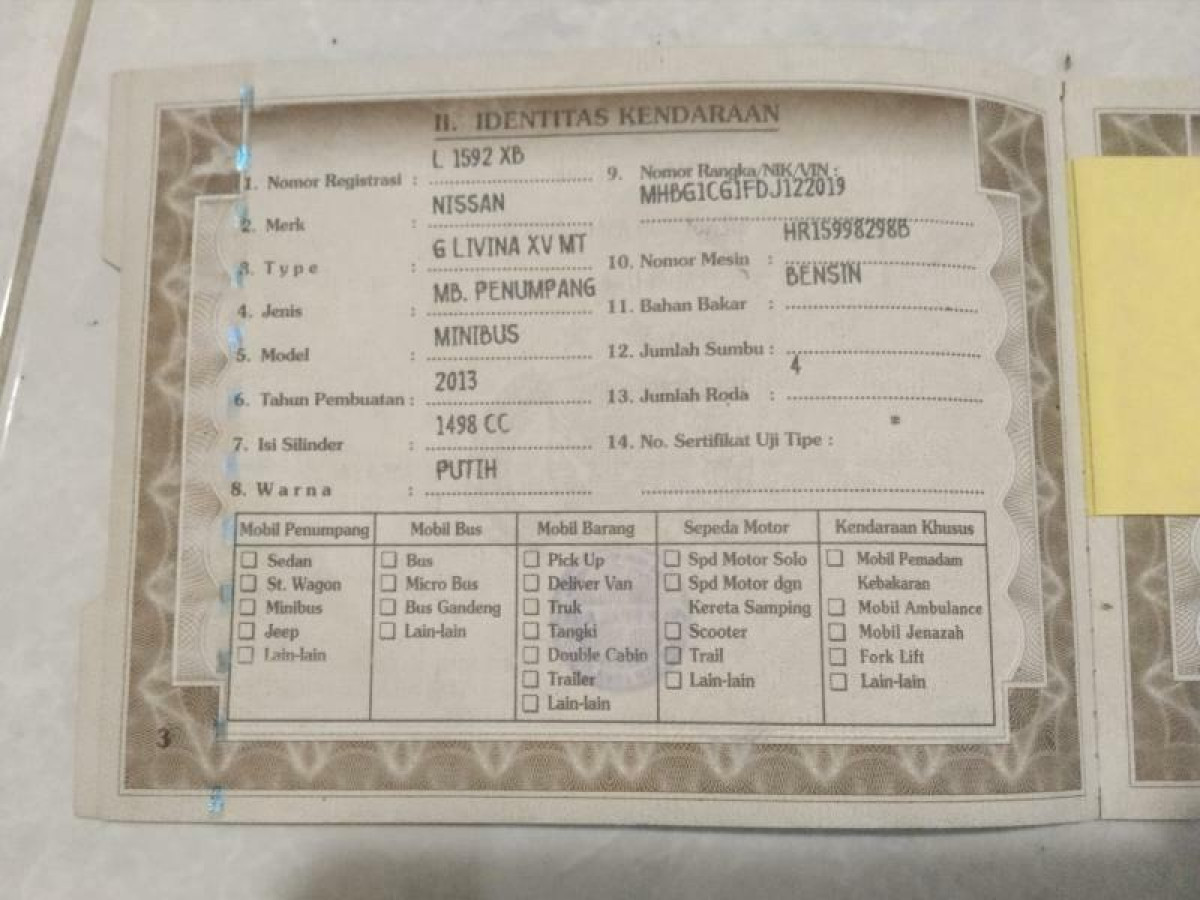 II. IDENTITAS KENDARAAN
1. Nomor Registrasi : L 1592 XB
2. Merk : NISSAN
3. Type : G LIVINA XV MT
4. Jenis : MB. PENUMPANG
5. Model : MINIBUS
6. Tahun Pembuatan : 2013
7. Isi Silinder : 1498 CC
8. Warna : PUTIH
9. Nomor Rangka/NIK/VIN :
MHBG1CG1FDJ122019
10. Nomor Mesin : HR15998298B
11. Bahan Bakar : BENSIN
12. Jumlah Sumbu :
13. Jumlah Roda : 4
14. No. Sertifikat Uji Tipe : *
Mobil Penumpang
Sedan
St. Wagon
Minibus
Jeep
Lain-lain
Mobil Bus
Bus
Micro Bus
Bus Gandeng
Lain-lain
Mobil Barang
Pick Up
Deliver Van
Truk
Tangki
Double Cabin
Trailer
Lain-lain
Sepeda Motor
Spd Motor Solo
Spd Motor dgn
Kereta Samping
Scooter
Trail
Lain-lain
Kendaraan Khusus
Mobil Pemadam
Kebakaran
Mobil Ambulance
Mobil Jenazah
Fork Lift
Lain-lain
3